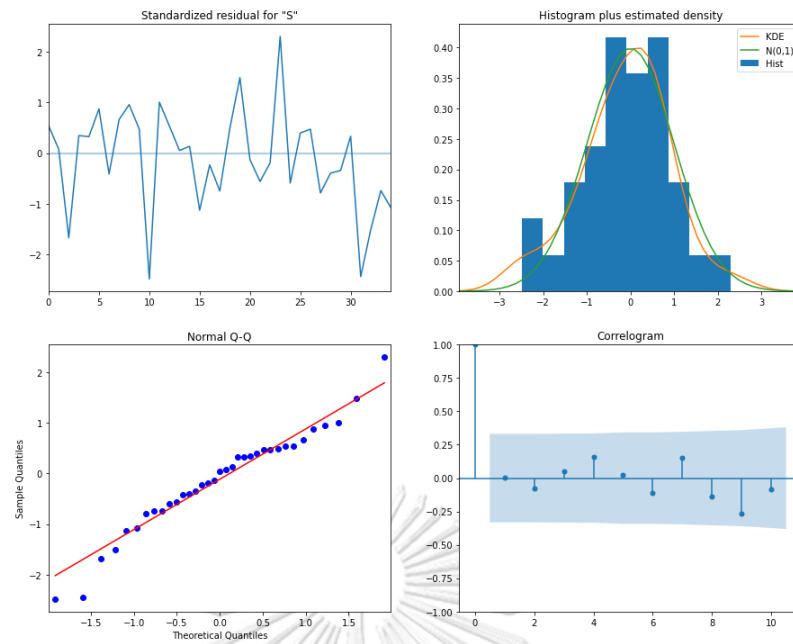 Standardized residual for "S"
2
1
0
−1
−2
0 5 10 15 20 25 30
Histogram plus estimated density
KDE
N(0,1)
Hist
0.40
0.35
0.30
0.25
0.20
0.15
0.10
0.05
0.00
−3 −2 −1 0 1 2 3
Normal Q-Q
Sample Quantiles
2
1
0
−1
−2
−1.5 −1.0 −0.5 0.0 0.5 1.0 1.5
Theoretical Quantiles
Correlogram
1.00
0.75
0.50
0.25
0.00
−0.25
−0.50
−0.75
−1.00
0 2 4 6 8 10